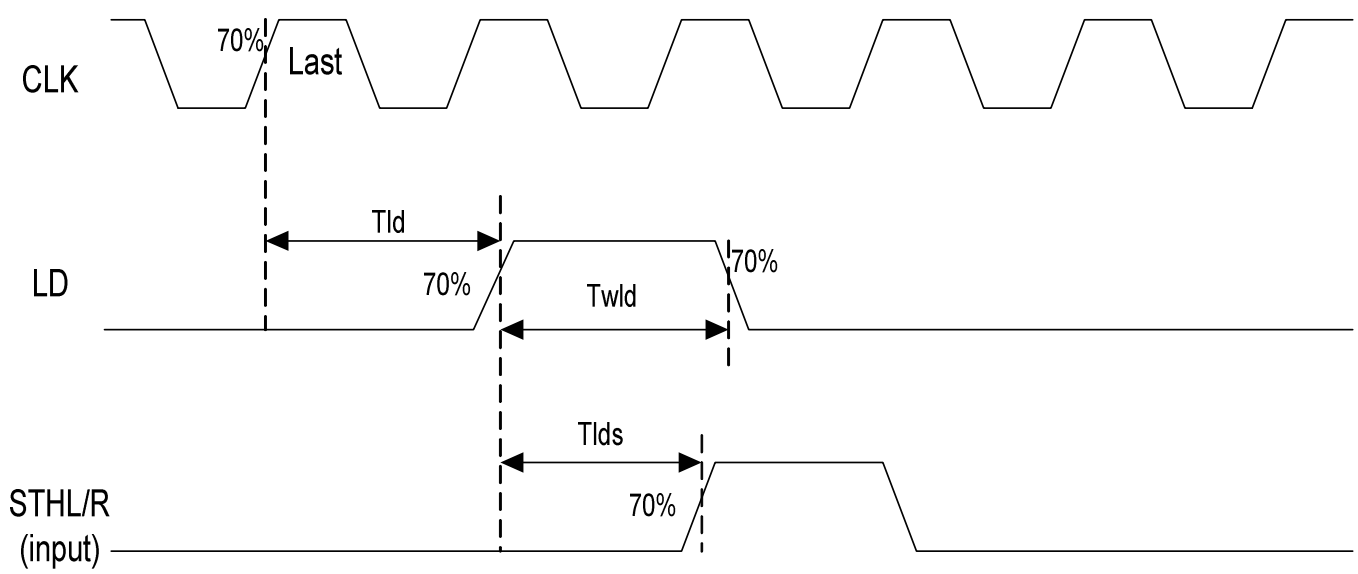 70%
Last
CLK
Tld
70%
70%
LD
Twld
Tlds
70%
STHL/R
(input)